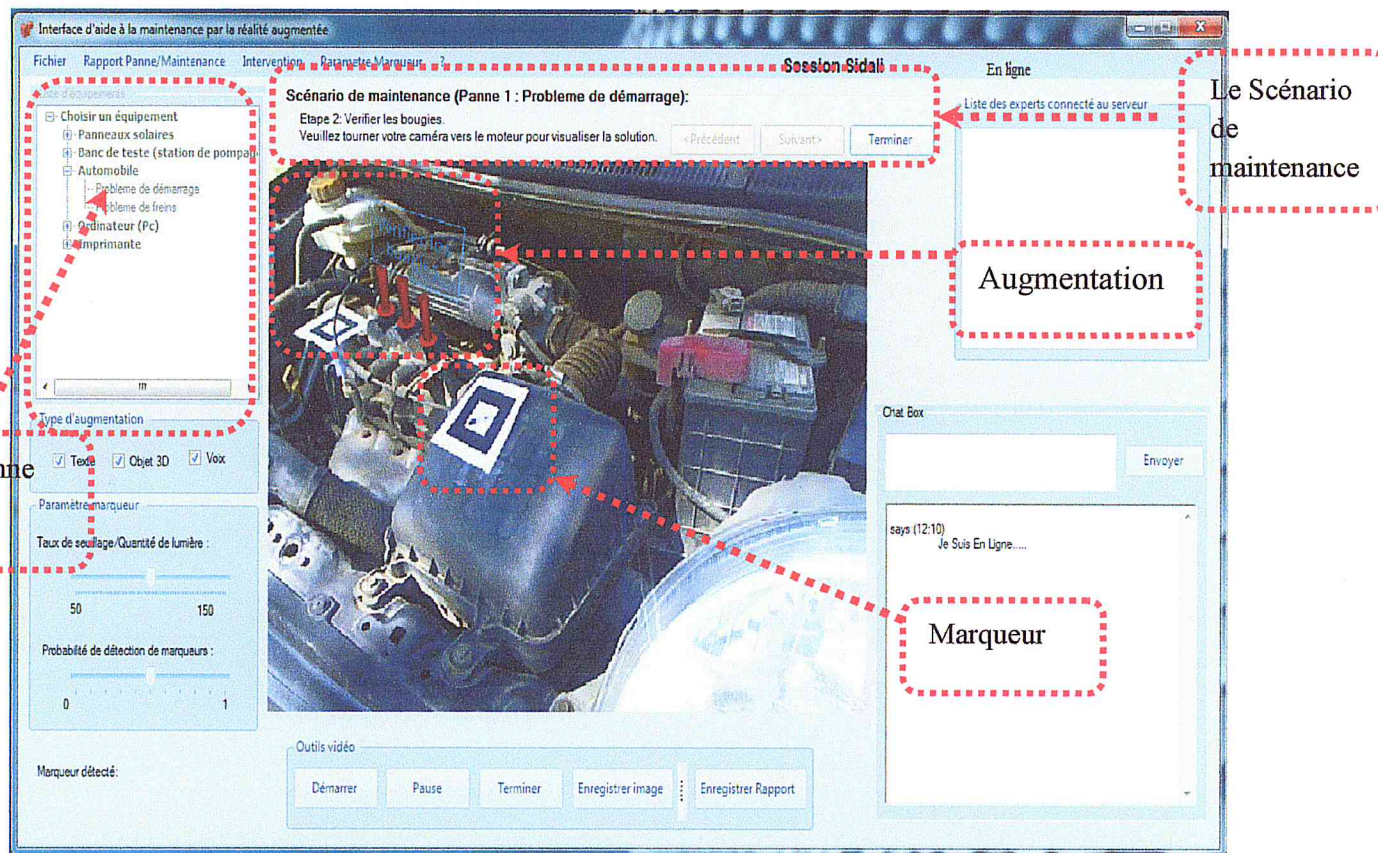 Interface d'aide à la maintenance par la réalité augmentée
Fichier Rapport Panne/Maintenance Intervention Parametre Marqueur ?
Session Sidali
En ligne
Liste d'équipements
Choisir un équipement
Panneaux solaires
Banc de teste (station de pompa
Automobile
Probleme de démarrage
Probleme de freins
Ordinateur (Pc)
Imprimante
Scénario de maintenance (Panne 1 : Probleme de démarrage):
Etape 2: Verifier les bougies.
Veuillez tourner votre caméra vers le moteur pour visualiser la solution.
<Précédent Suivant> Terminer
Liste des experts connecté au serveur
Le Scénario
de
maintenance
Augmentation
Marqueur
nne
Type d'augmentation
Texte Objet 3D Voix
Paramètre marqueur
Taux de seuillage/Quantité de lumière :
50 150
Probabilité de détection de marqueurs :
0 1
Marqueur détecté:
Outils vidéo
Démarrer Pause Terminer Enregistrer image Enregistrer Rapport
Chat Box
Envoyer
says:(12:10)
Je Suis En Ligne.....